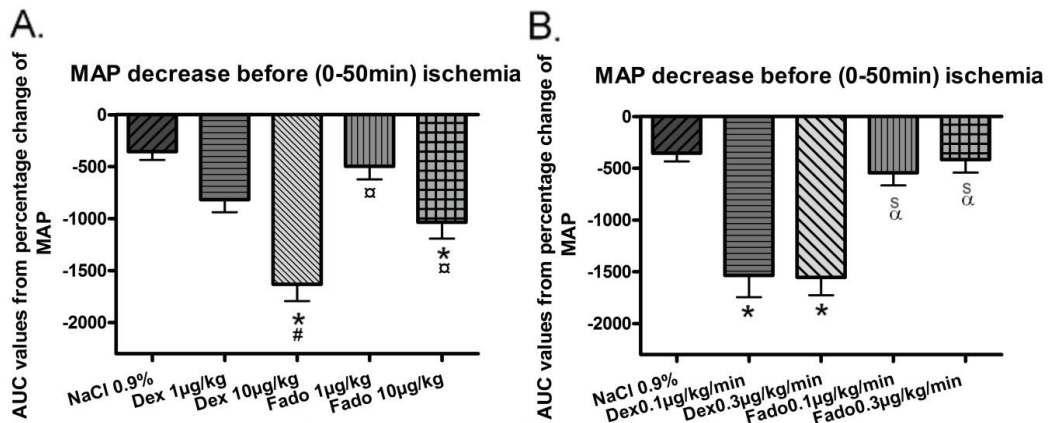 A.
MAP decrease before (0-50min) ischemia
AUC values from percentage change of
MAP
0
-500
-1000
-1500
-2000
¤
*
¤
*
#
NaCl 0.9%
Dex 1µg/kg
Dex 10µg/kg
Fado 1µg/kg
Fado 10µg/kg
B.
MAP decrease before (0-50min) ischemia
AUC values from percentage change of
MAP
0
-500
-1000
-1500
-2000
s
α
s
α
*
*
NaCl 0.9%
Dex0.1µg/kg/min
Dex0.3µg/kg/min
Fado0.1µg/kg/min
Fado0.3µg/kg/min